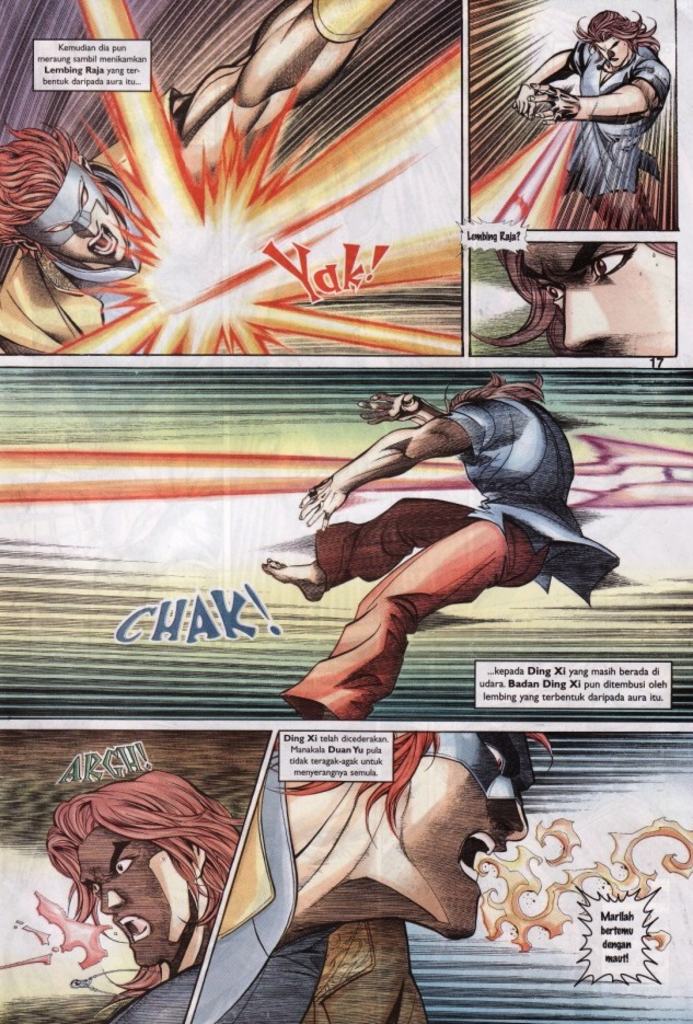 Kemudian dia pun
meraung sambil menikamkan
Lembing Raja yang ter-
bentuk daripada aura itu...
Yak!
Lembing Raja?
17
CHAK!
...kepada Ding Xi yang masih berada di
udara. Badan Ding Xi pun ditembusi oleh
lembing yang terbentuk daripada aura itu.
ARGH!
Ding Xi telah dicederakan.
Manakala Duan Yu pula
tidak teragak-agak untuk
menyerangnya semula.
Marilah
bertemu
dengan
maut!